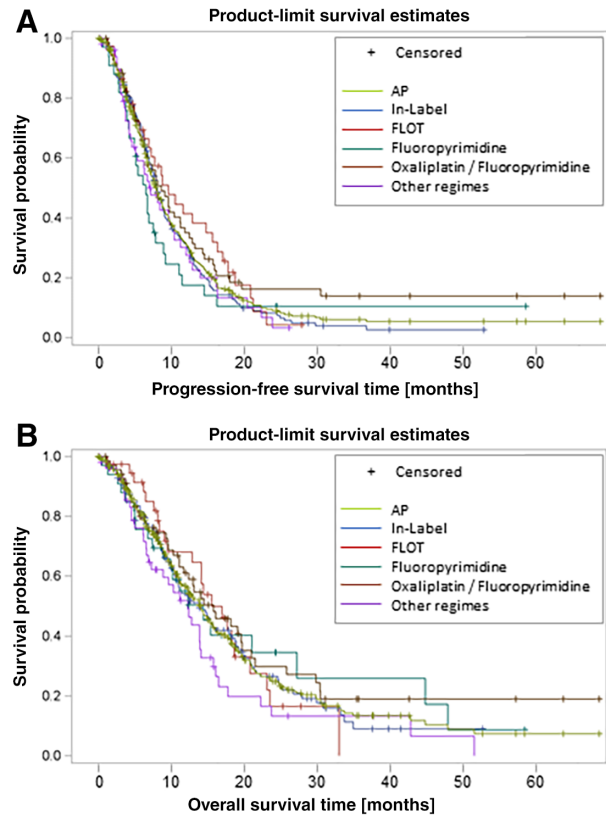 A
Product-limit survival estimates
Survival probability
1.0
0.8
0.6
0.4
0.2
0.0
+ Censored
AP
In-Label
FLOT
Fluoropyrimidine
Oxaliplatin / Fluoropyrimidine
Other regimes
0 10 20 30 40 50 60
Progression-free survival time [months]
B
Product-limit survival estimates
Survival probability
1.0
0.8
0.6
0.4
0.2
0.0
+ Censored
AP
In-Label
FLOT
Fluoropyrimidine
Oxaliplatin / Fluoropyrimidine
Other regimes
0 10 20 30 40 50 60
Overall survival time [months]